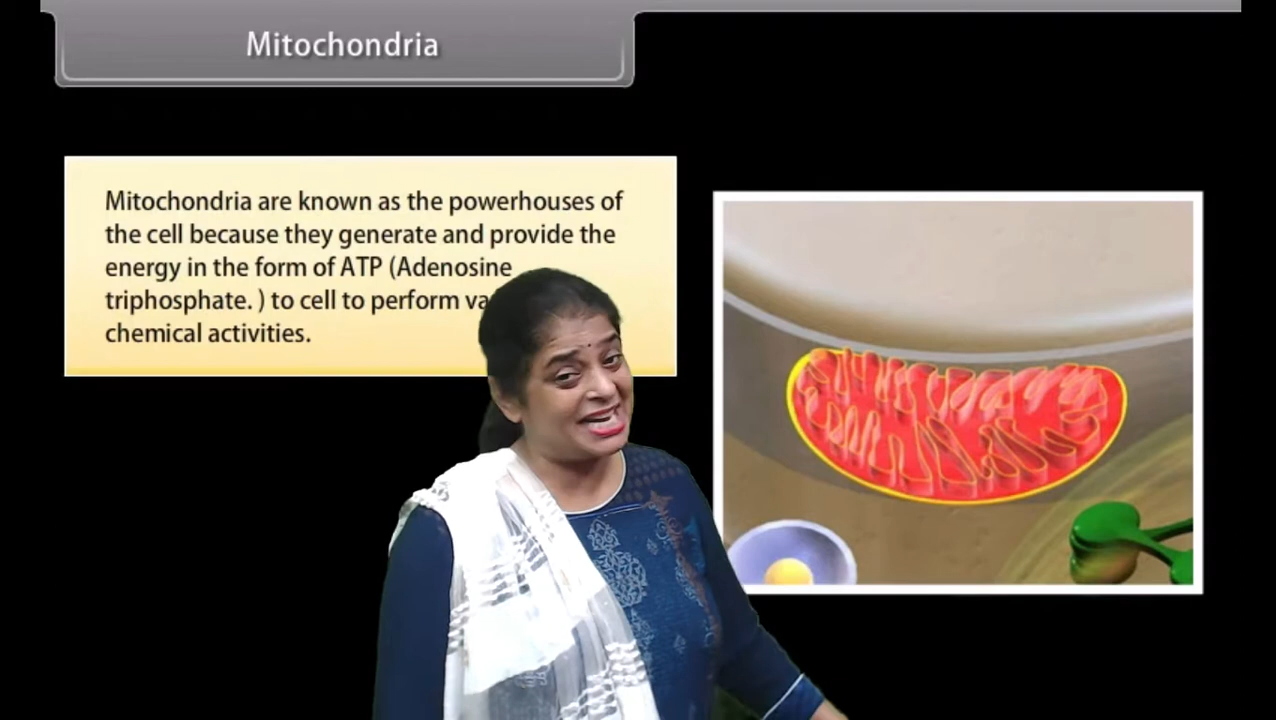 Mitochondria
Mitochondria are known as the powerhouses of
the cell because they generate and provide the
energy in the form of ATP (Adenosine
triphosphate. ) to cell to perform
chemical activities.